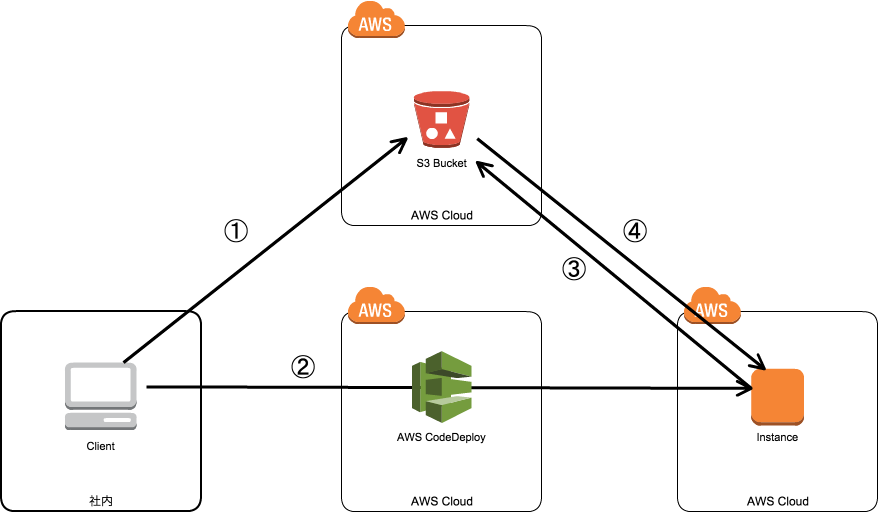 AWS
S3 Bucket
AWS Cloud
①
④
③
AWS
AWS
②
AWS CodeDeploy
Client
Instance
社内
AWS Cloud
AWS Cloud